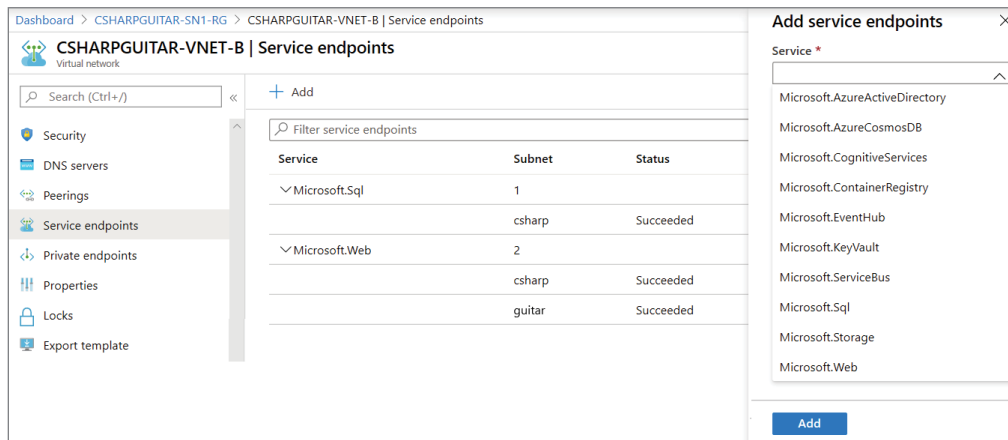 Dashboard > CSHARPGUITAR-SN1-RG > CSHARPGUITAR-VNET-B | Service endpoints
CSHARPGUITAR-VNET-B | Service endpoints
Virtual network
Search (Ctrl+/)
«
Security
DNS servers
Peerings
Service endpoints
Private endpoints
Properties
Locks
Export template
+ Add
Filter service endpoints
Service Subnet Status
Microsoft.Sql 1
csharp Succeeded
Microsoft.Web 2
csharp Succeeded
guitar Succeeded
Add service endpoints
Service *
Microsoft.AzureActiveDirectory
Microsoft.AzureCosmosDB
Microsoft.CognitiveServices
Microsoft.ContainerRegistry
Microsoft.EventHub
Microsoft.KeyVault
Microsoft.ServiceBus
Microsoft.Sql
Microsoft.Storage
Microsoft.Web
Add